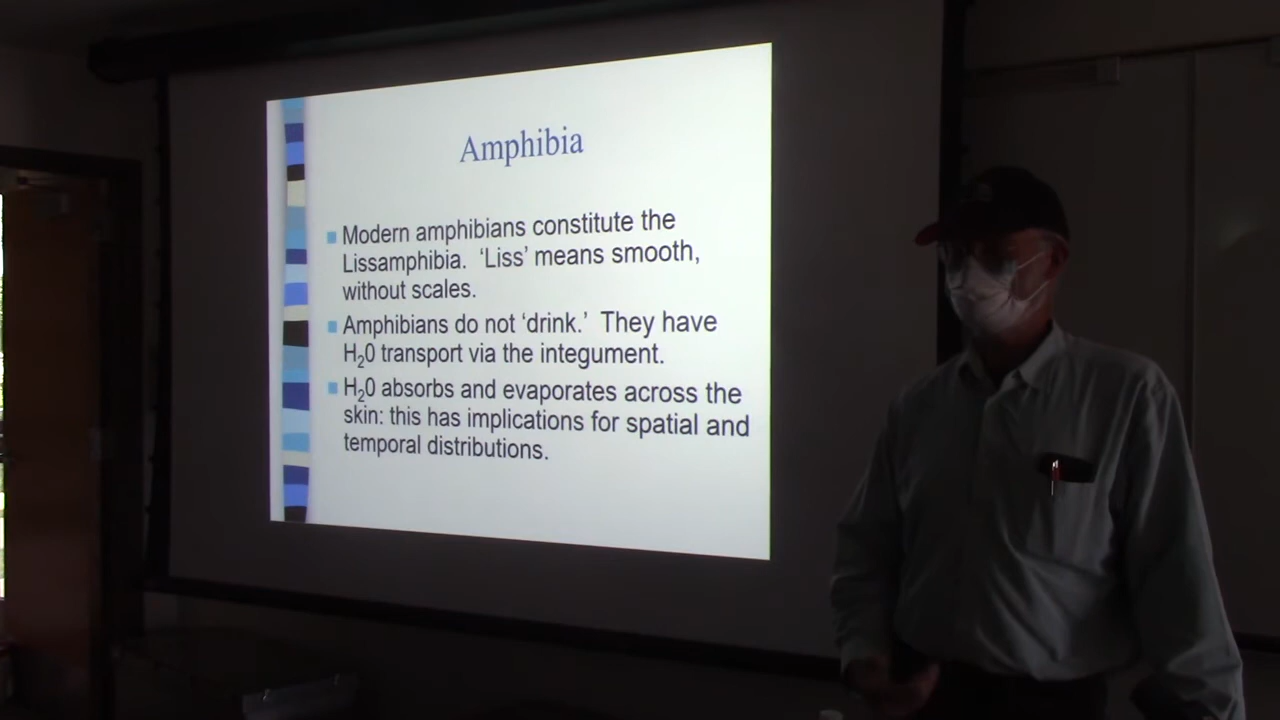 Amphibia
Modern amphibians constitute the
Lissamphibia. ‘Liss’ means smooth,
without scales.
Amphibians do not ‘drink.’ They have
H₂0 transport via the integument.
H₂0 absorbs and evaporates across the
skin: this has implications for spatial and
temporal distributions.